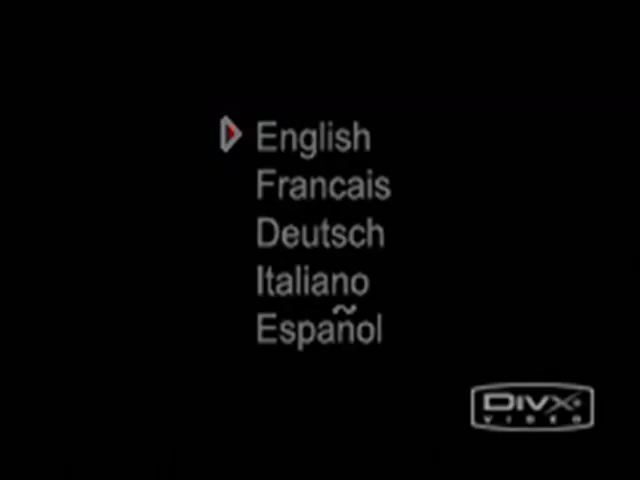 English
Francais
Deutsch
Italiano
Español
DIVX
VIDEO